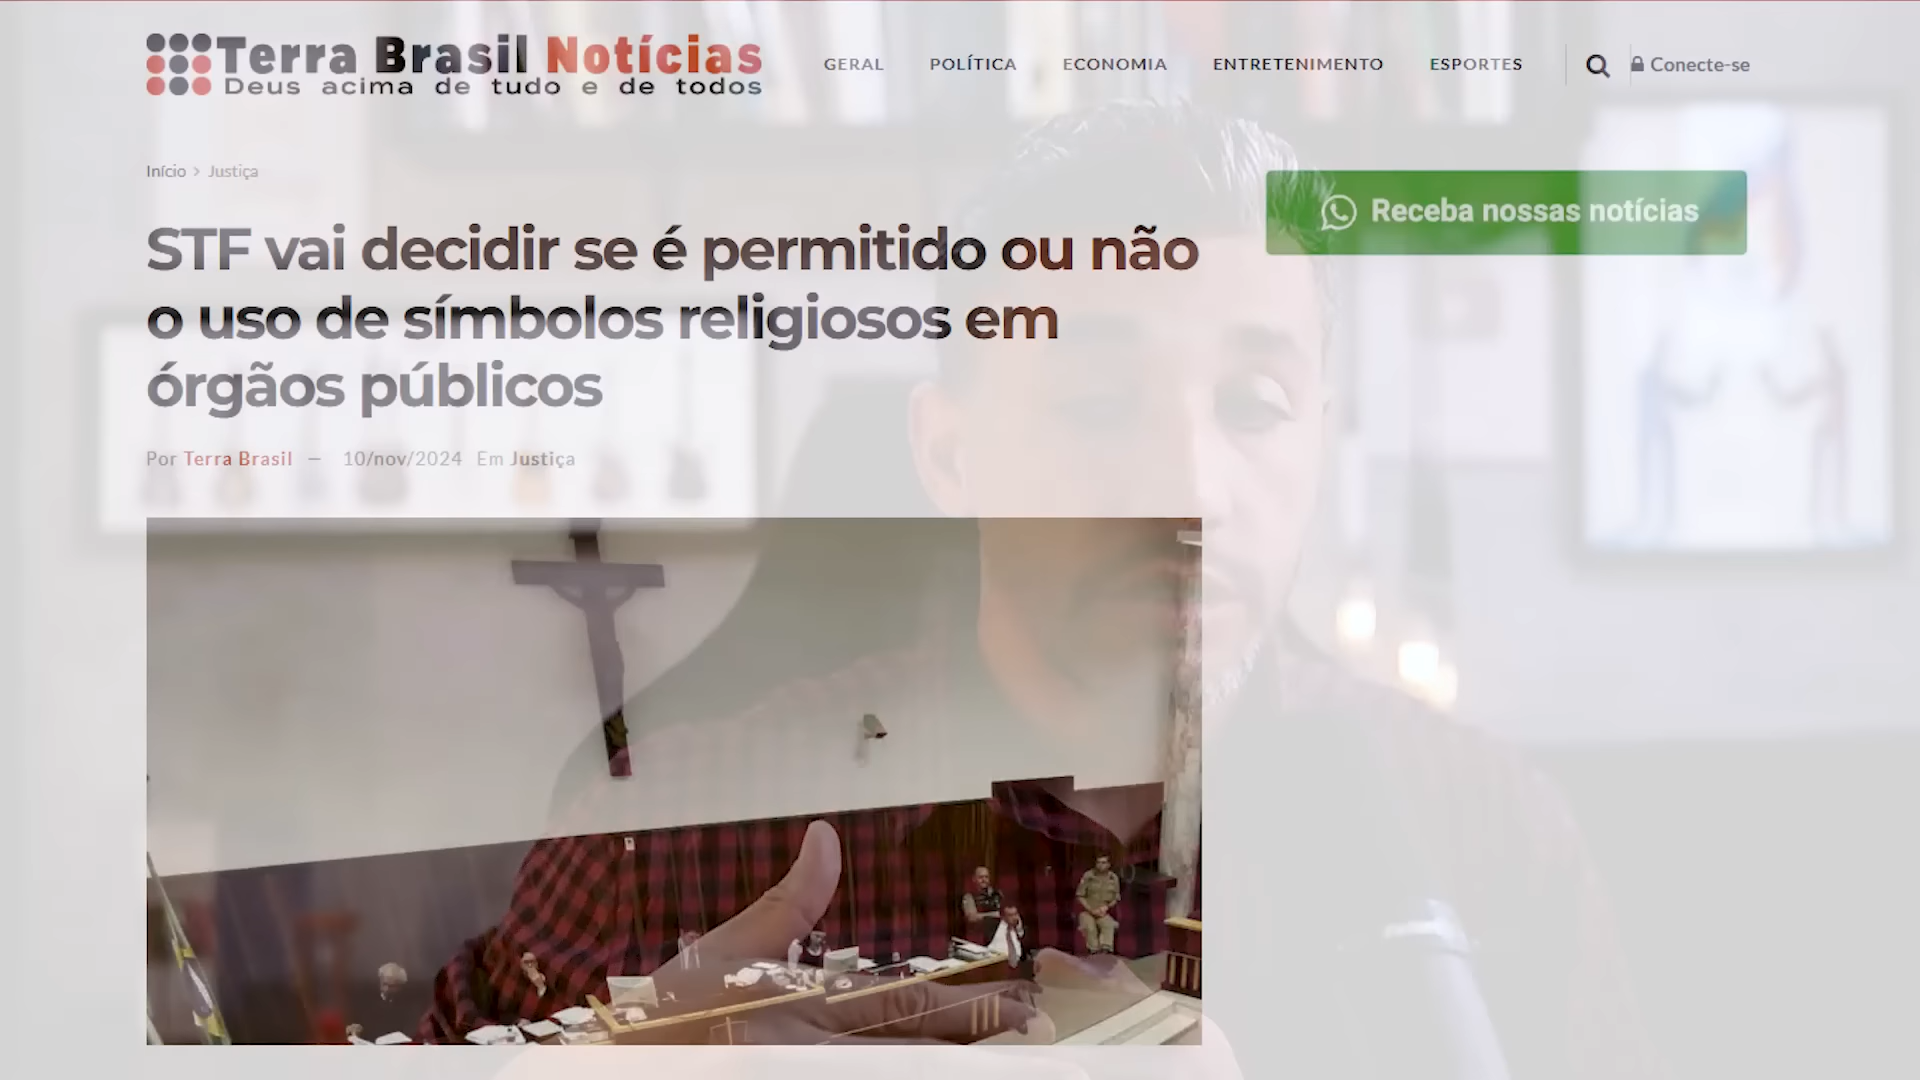 Terra Brasil Notícias
Deus acima de tudo e de todos
GERAL POLÍTICA ECONOMIA ENTRETENIMENTO ESPORTES Conecte-se
Início > Justiça
Receba nossas notícias
STF vai decidir se é permitido ou não
o uso de símbolos religiosos em
órgãos públicos
Por Terra Brasil — 10/nov/2024 Em Justiça